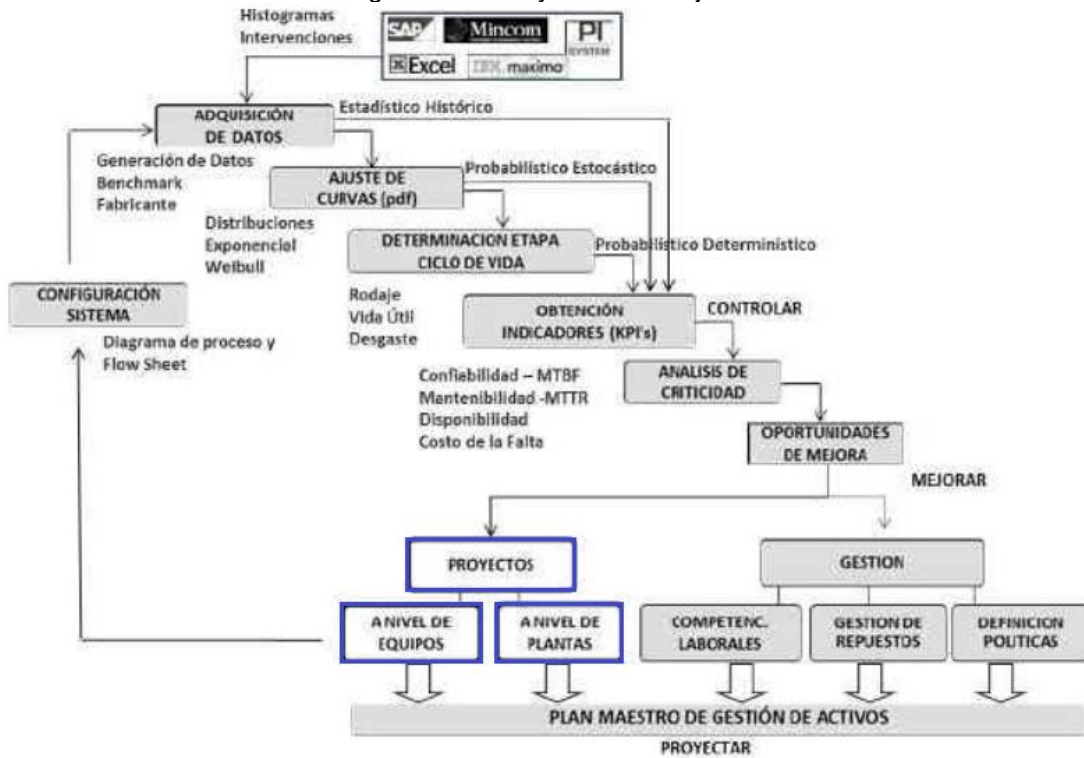 Histogramas
Intervenciones
SAP
Mincom
PI
SYSTEM
Excel
maximo
ADQUISICIÓN
DE DATOS
Estadístico Histórico
Generación de Datos
Benchmark
Fabricante
AJUSTE DE
CURVAS (pdf)
Probabilístico Estocástico
Distribuciones
Exponencial
Weibull
DETERMINACION ETAPA
CICLO DE VIDA
Probabilístico Determinístico
CONFIGURACIÓN
SISTEMA
Rodaje
Vida Útil
Desgaste
OBTENCIÓN
INDICADORES (KPI's)
CONTROLAR
Diagrama de proceso y
Flow Sheet
Confiabilidad – MTBF
Mantenibilidad -MTTR
Disponibilidad
Costo de la Falta
ANALISIS DE
CRITICIDAD
OPORTUNIDADES
DE MEJORA
MEJORAR
PROYECTOS
GESTION
A NIVEL DE
EQUIPOS
A NIVEL DE
PLANTAS
COMPETENC.
LABORALES
GESTION DE
REPUESTOS
DEFINICION
POLITICAS
PLAN MAESTRO DE GESTIÓN DE ACTIVOS
PROYECTAR